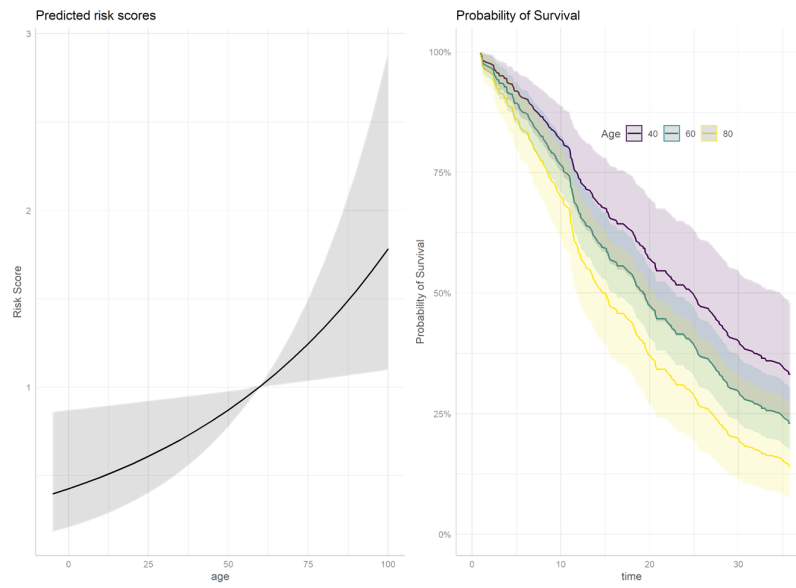 Predicted risk scores
3
2
1
Risk Score
0
25
50
75
100
age
Probability of Survival
100%
75%
50%
25%
0%
Probability of Survival
Age 40 60 80
0
10
20
30
time